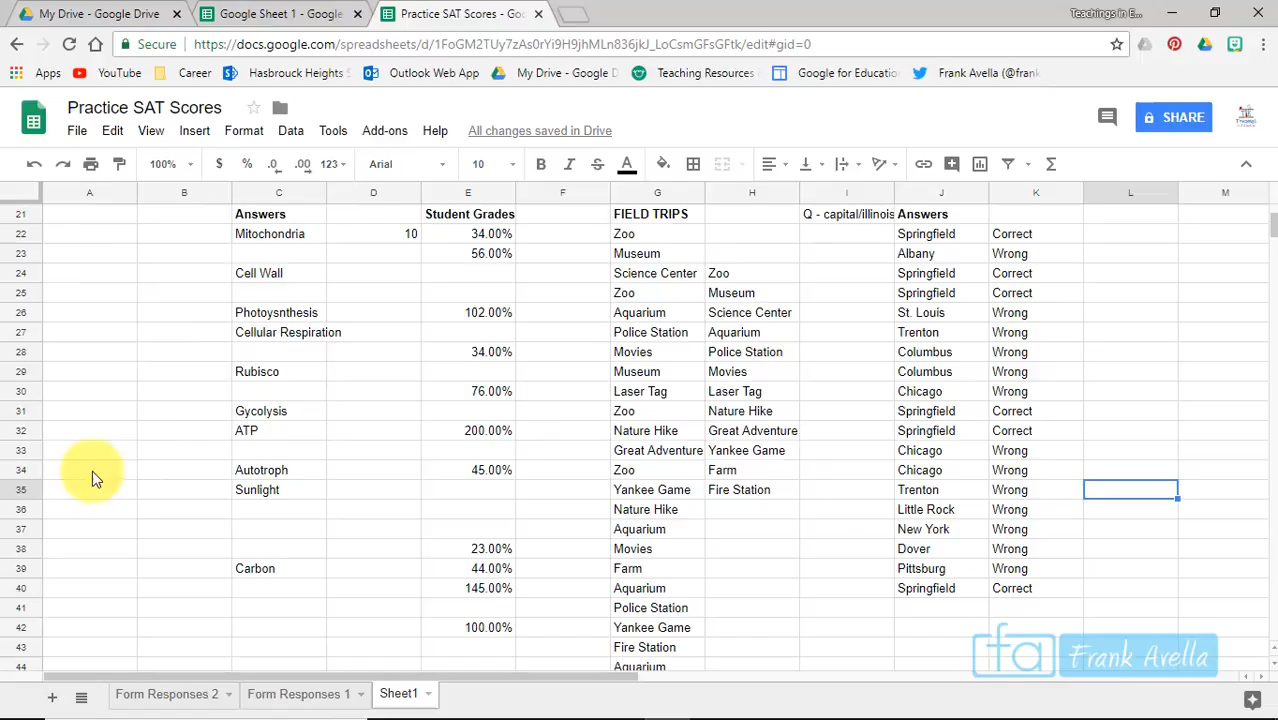 My Drive - Google Drive
Google Sheet 1 - Google
Practice SAT Scores - Goo
Teachings in E...
Secure
https://docs.google.com/spreadsheets/d/1FoGM2TUy7zAs0rYi9H9jhMLn836jkJ_LoCsmGFsGFtk/edit#gid=0
Apps YouTube Career Hasbrouck Heights Outlook Web App My Drive - Google D Teaching Resources Google for Educatio Frank Avella (@frank
Practice SAT Scores
File Edit View Insert Format Data Tools Add-ons Help All changes saved in Drive
SHARE
100% $ % .0 .00 123 Arial 10 B I S A Σ
A B C D E F G H I J K L M
21 Answers Student Grades FIELD TRIPS Q - capital/illinois Answers
22 Mitochondria 10 34.00% Zoo Springfield Correct
23 56.00% Museum Albany Wrong
24 Cell Wall Science Center Zoo Springfield Correct
25 Zoo Museum Springfield Correct
26 Photoysnthesis 102.00% Aquarium Science Center St. Louis Wrong
27 Cellular Respiration Police Station Aquarium Trenton Wrong
28 34.00% Movies Police Station Columbus Wrong
29 Rubisco Museum Movies Columbus Wrong
30 76.00% Laser Tag Laser Tag Chicago Wrong
31 Gycolysis Zoo Nature Hike Springfield Correct
32 ATP 200.00% Nature Hike Great Adventure Springfield Correct
33 Great Adventure Yankee Game Chicago Wrong
34 Autotroph 45.00% Zoo Farm Chicago Wrong
35 Sunlight Yankee Game Fire Station Trenton Wrong
36 Nature Hike Little Rock Wrong
37 Aquarium New York Wrong
38 23.00% Movies Dover Wrong
39 Carbon 44.00% Farm Pittsburg Wrong
40 145.00% Aquarium Springfield Correct
41 Police Station
42 100.00% Yankee Game
43 Fire Station
44 Aquarium
fa Frank Avella
Form Responses 2 Form Responses 1 Sheet1